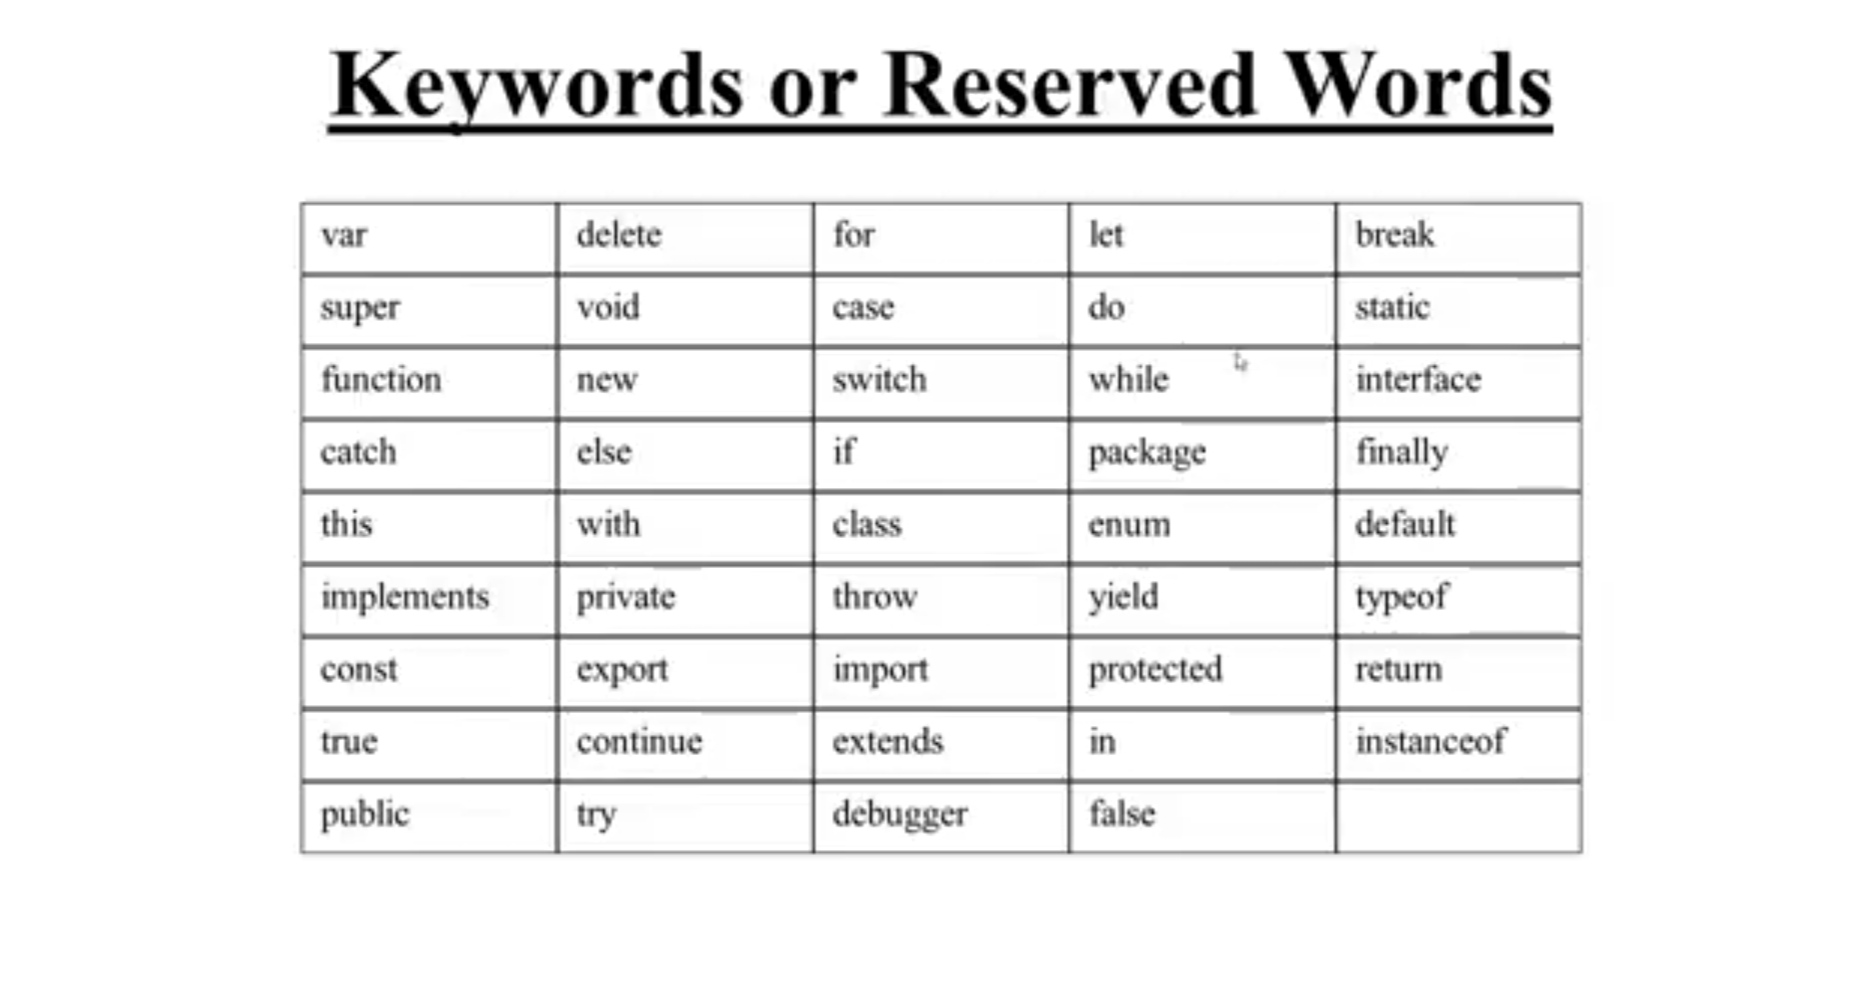 Keywords or Reserved Words
var delete for let break
super void case do static
function new switch while interface
catch else if package finally
this with class enum default
implements private throw yield typeof
const export import protected return
true continue extends in instanceof
public try debugger false